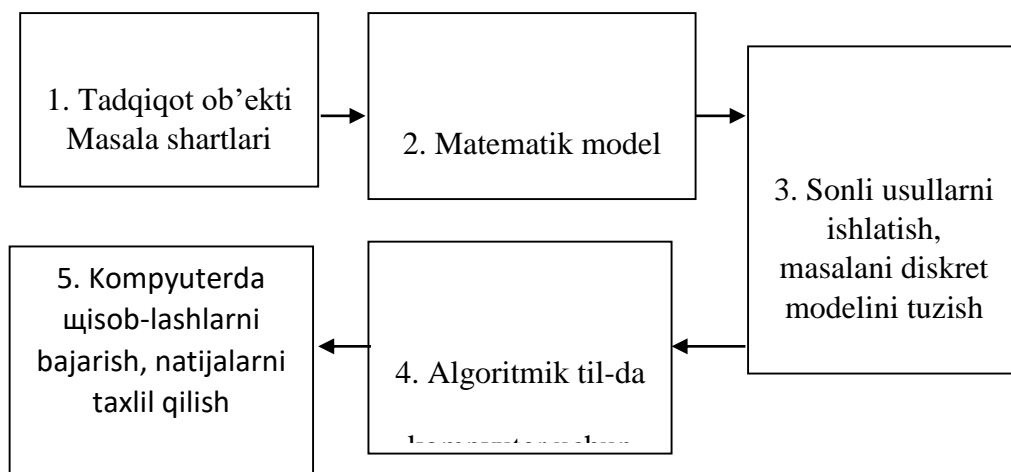 1. Tadqiqot ob’ekti
Masala shartlari
2. Matematik model
3. Sonli usullarni
ishlatish,
masalani diskret
modelini tuzish
4. Algoritmik til-da
5. Kompyuterda
щisob-lashlarni
bajarish, natijalarni
taxlil qilish